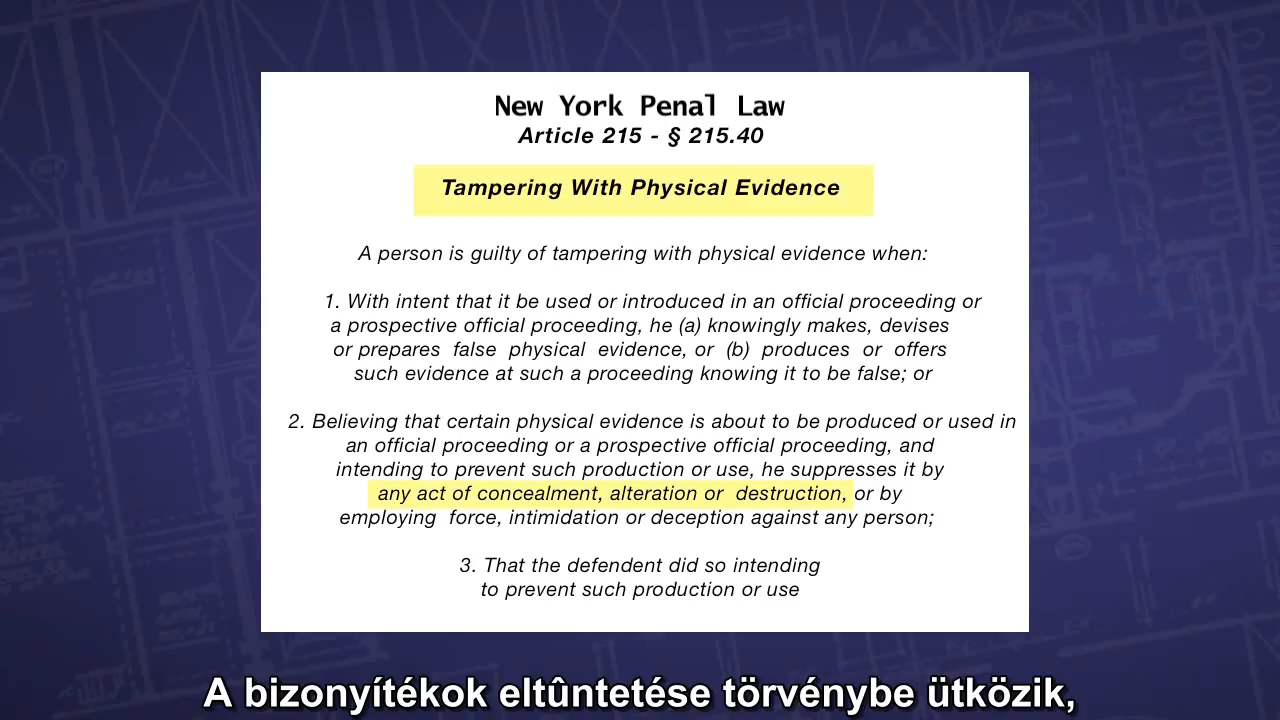 New York Penal Law
Article 215 - § 215.40
Tampering With Physical Evidence
A person is guilty of tampering with physical evidence when:
1. With intent that it be used or introduced in an official proceeding or
a prospective official proceeding, he (a) knowingly makes, devises
or prepares false physical evidence, or (b) produces or offers
such evidence at such a proceeding knowing it to be false; or
2. Believing that certain physical evidence is about to be produced or used in
an official proceeding or a prospective official proceeding, and
intending to prevent such production or use, he suppresses it by
any act of concealment, alteration or destruction, or by
employing force, intimidation or deception against any person;
3. That the defendent did so intending
to prevent such production or use
A bizonyítékok eltûntetése törvénybe ütközik,